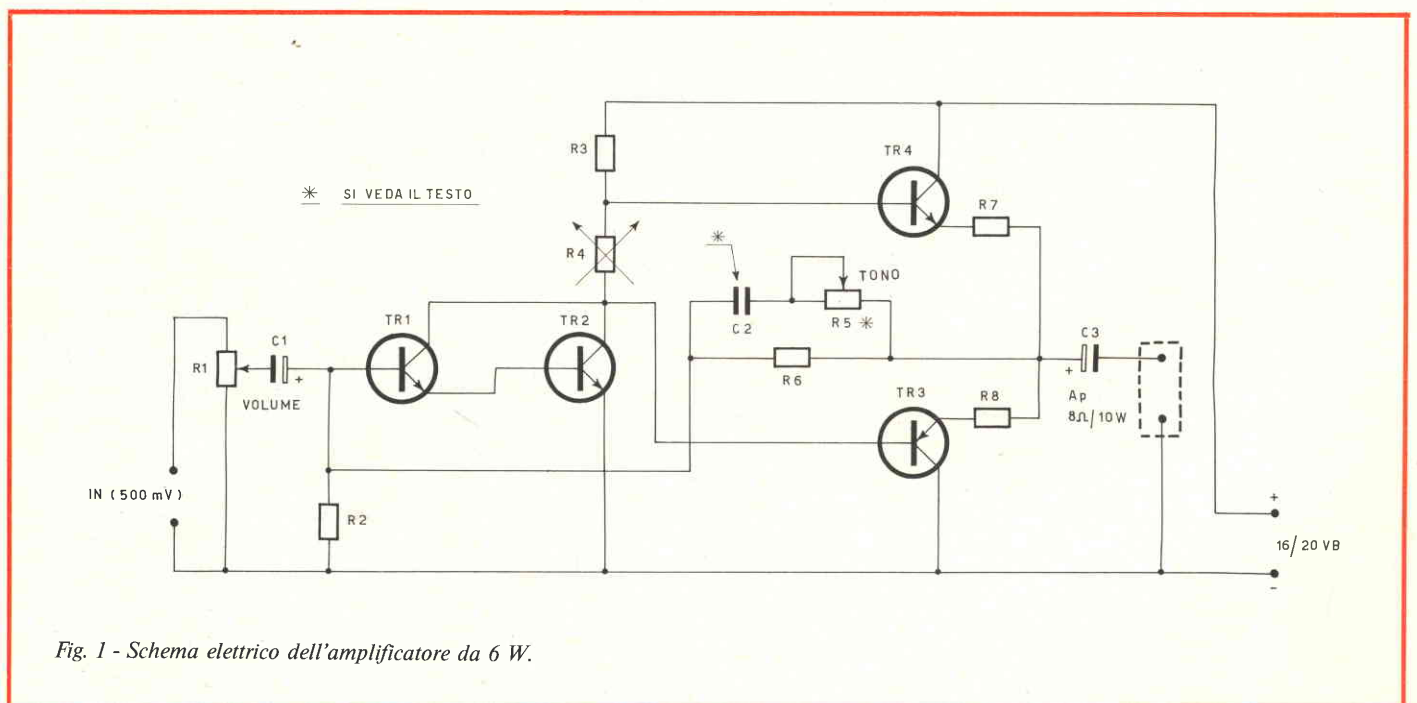 R3
TR4
✳ SI VEDA IL TESTO
R7
R4
✳
TONO
C2
R5 ✳
TR1
TR2
C1
R1
+
VOLUME
R6
C3
+
TR3
R8
Ap
8Ω/10W
IN (500 mV)
R2
+
16/20 VB
-
Fig. 1 - Schema elettrico dell'amplificatore da 6 W.